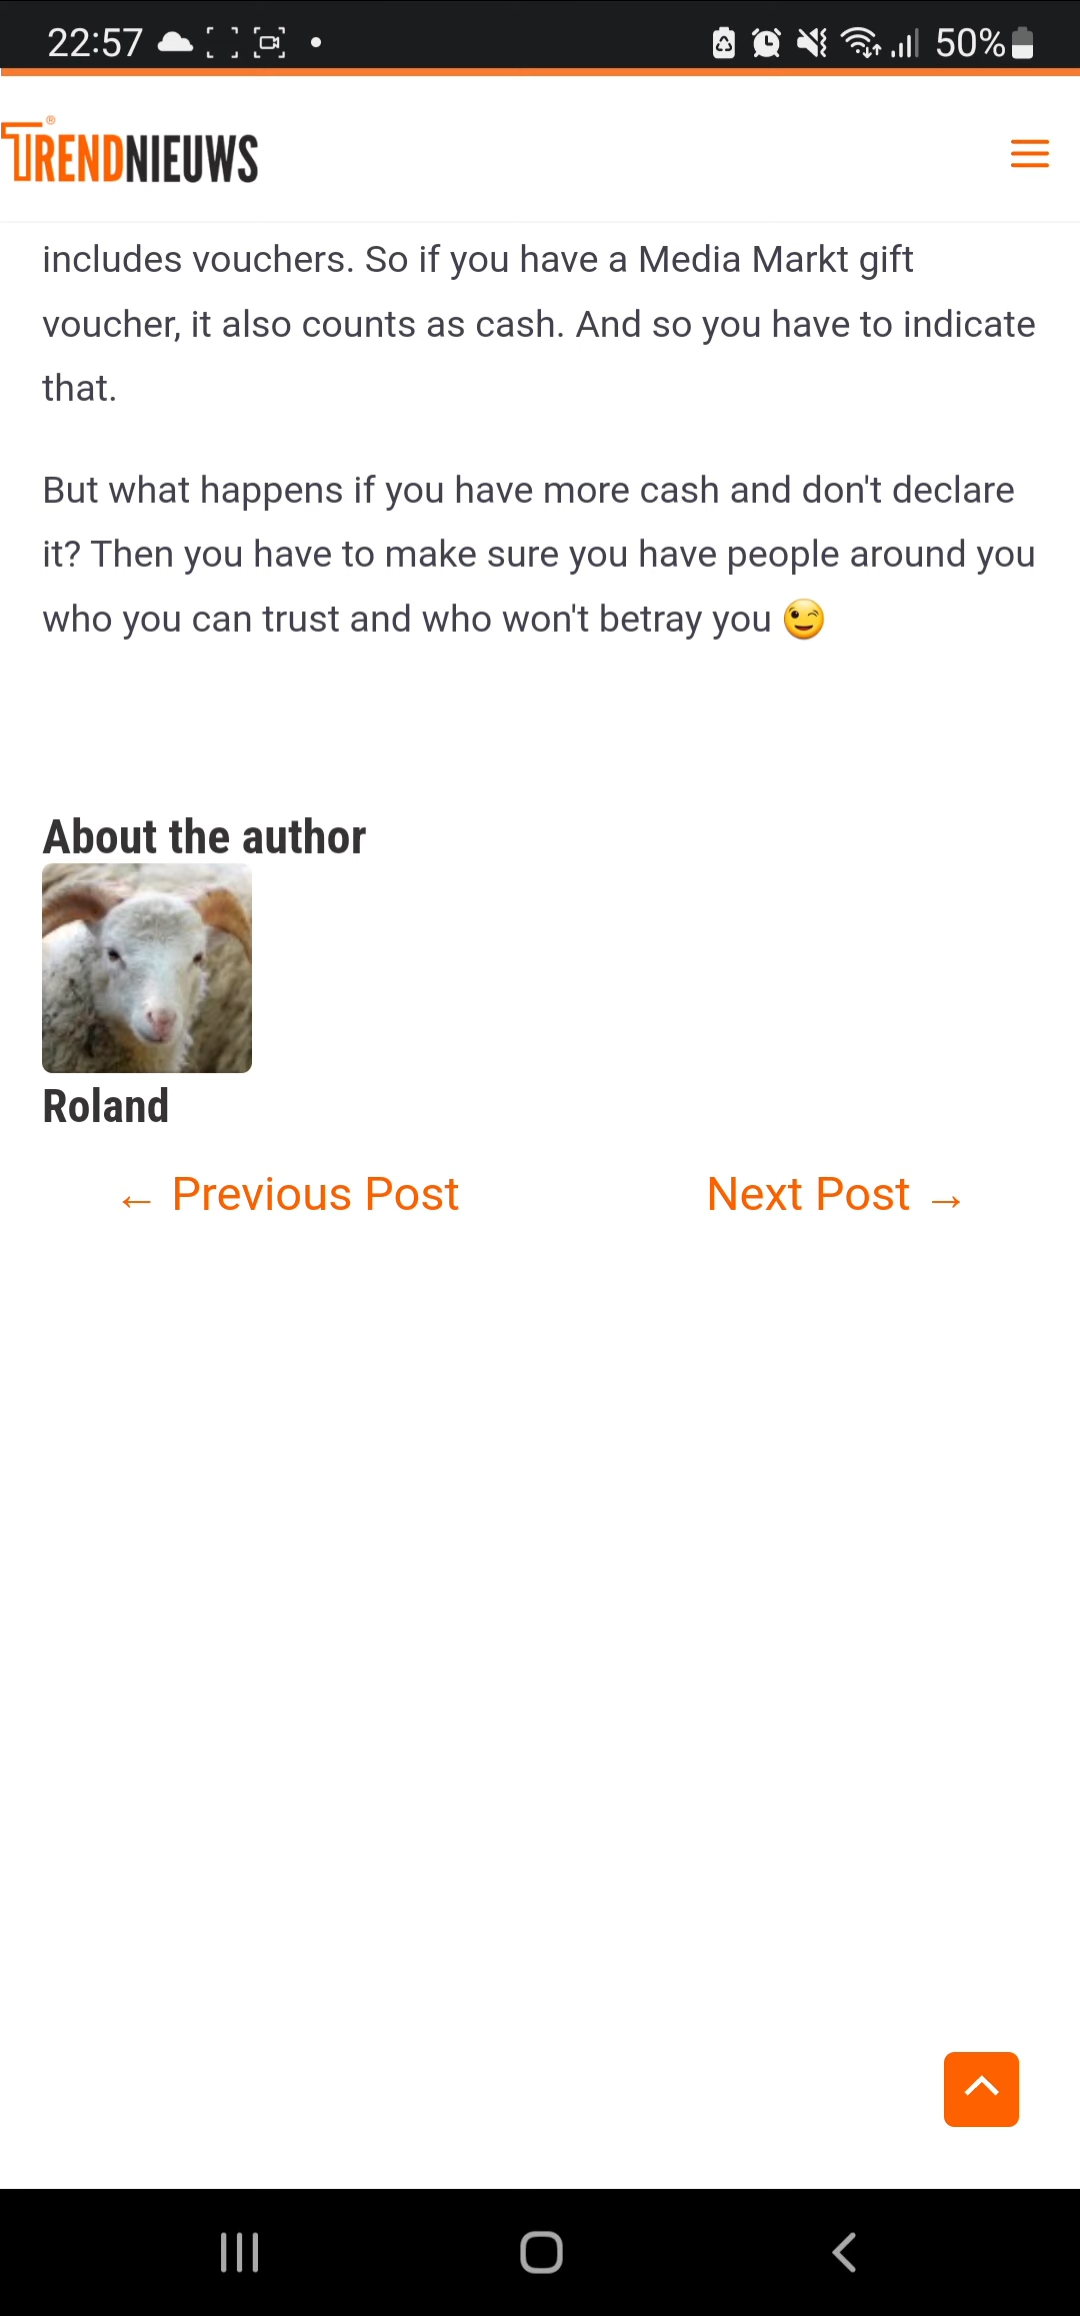 22:57
50%
TRENDNIEUWS
includes vouchers. So if you have a Media Markt gift
voucher, it also counts as cash. And so you have to indicate
that.
But what happens if you have more cash and don't declare
it? Then you have to make sure you have people around you
who you can trust and who won't betray you 😉
About the author
Roland
← Previous Post
Next Post →